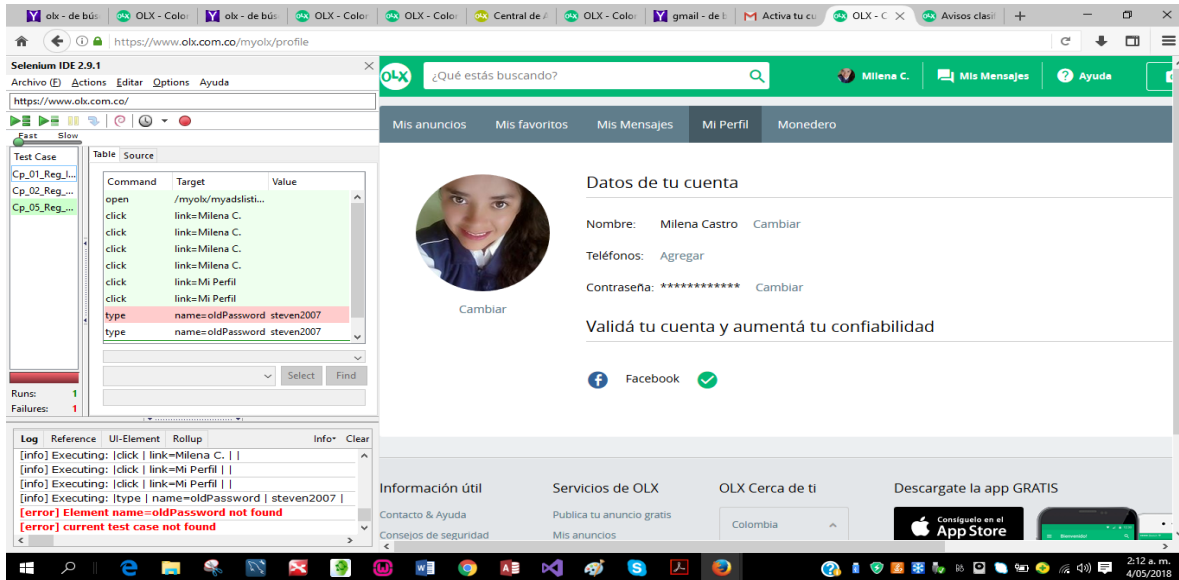 olx - de bús
OLX - Color
olx - de bús
OLX - Color
OLX - Color
Central de A
OLX - Color
gmail - de b
Activa tu cu
OLX - C
Avisos clasif
https://www.olx.com.co/myolx/profile
Selenium IDE 2.9.1
Archivo (F) Actions Editar Options Ayuda
https://www.olx.com.co/
Fast Slow
Test Case
Cp_01_Reg_I...
Cp_02_Reg_...
Cp_05_Reg_...
Table Source
Command Target Value
open /myolx/myadslisti...
click link=Milena C.
click link=Milena C.
click link=Milena C.
click link=Milena C.
click link=Mi Perfil
click link=Mi Perfil
type name=oldPassword steven2007
type name=oldPassword steven2007
Select Find
Runs: 1
Failures: 1
Log Reference UI-Element Rollup Info Clear
[info] Executing: |click | link=Milena C. | |
[info] Executing: |click | link=Mi Perfil | |
[info] Executing: |click | link=Mi Perfil | |
[info] Executing: |type | name=oldPassword | steven2007 |
[error] Element name=oldPassword not found
[error] current test case not found
OLX
¿Qué estás buscando?
Milena C.
Mis Mensajes
Ayuda
Mis anuncios Mis favoritos Mis Mensajes Mi Perfil Monedero
Datos de tu cuenta
Nombre: Milena Castro Cambiar
Teléfonos: Agregar
Contraseña: ************ Cambiar
Cambiar
Validá tu cuenta y aumentá tu confiabilidad
Facebook
Información útil
Contacto & Ayuda
Consejos de seguridad
Servicios de OLX
Publica tu anuncio gratis
Mis anuncios
OLX Cerca de ti
Colombia
Descargate la app GRATIS
Consíguelo en el
App Store
2:12 a. m.
4/05/2018